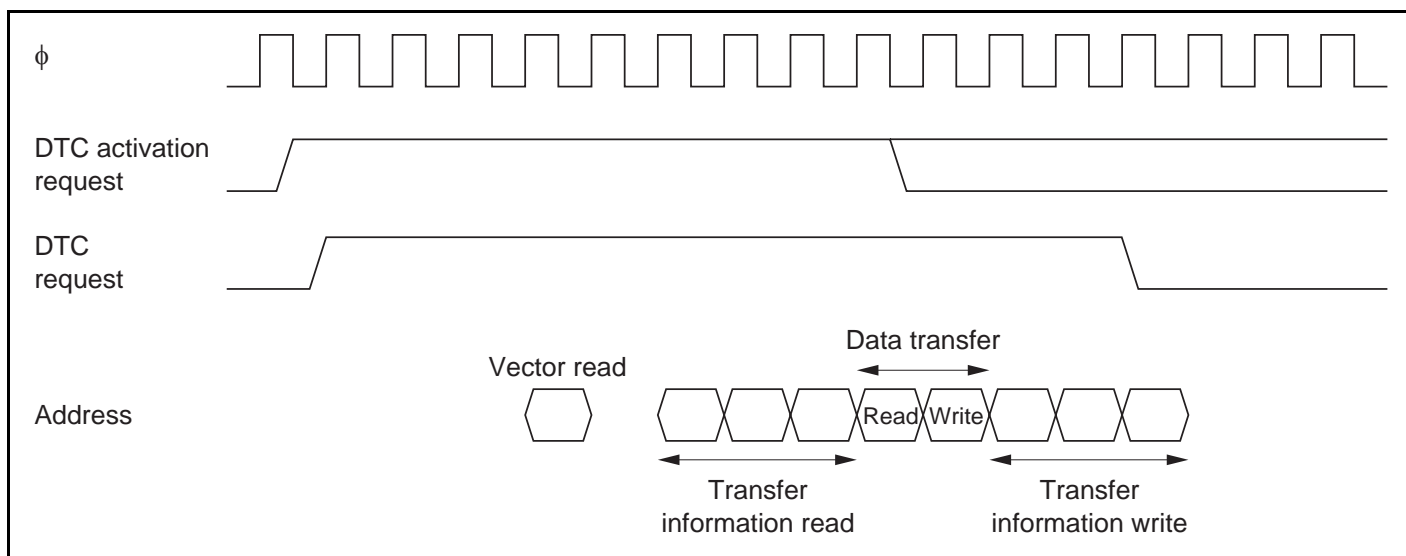 ϕ
DTC activation
request
DTC
request
Data transfer
Vector read
Address
Read
Write
Transfer
information read
Transfer
information write